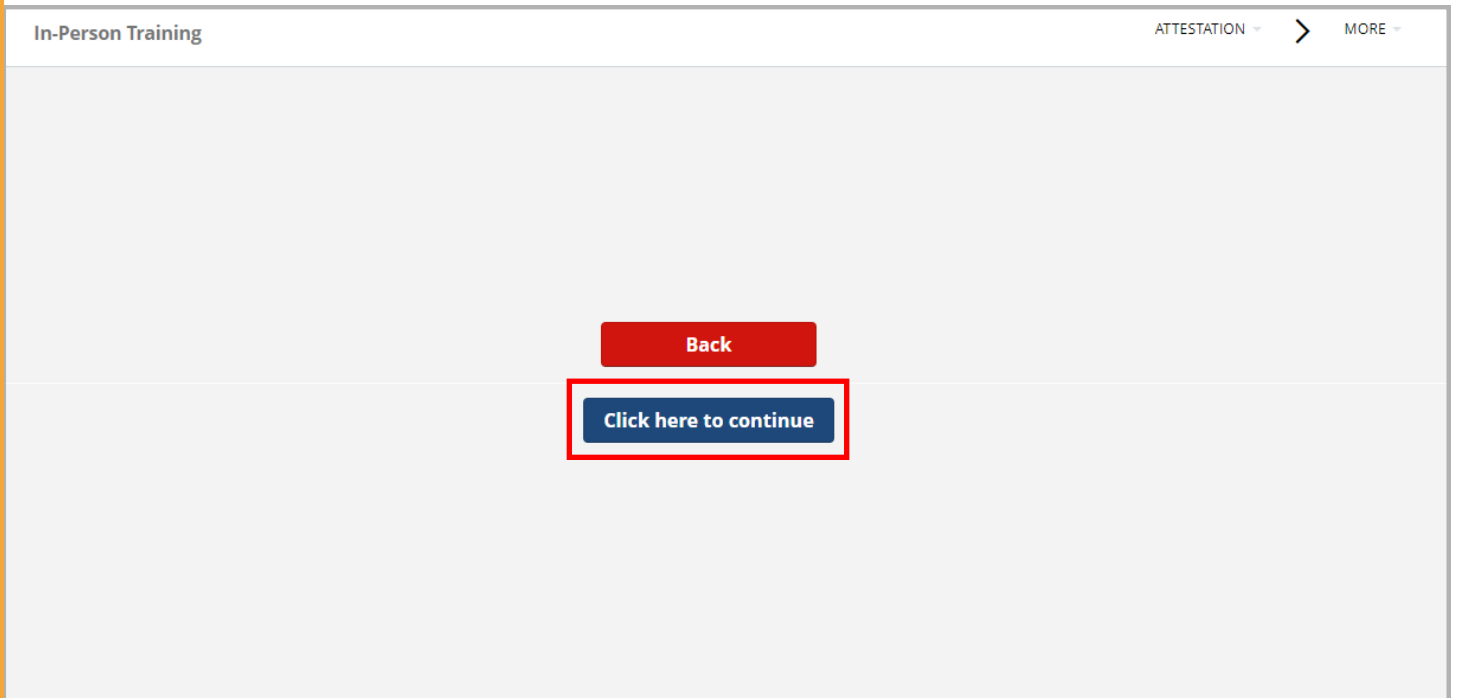 In-Person Training
ATTESTATION
MORE
Back
Click here to continue